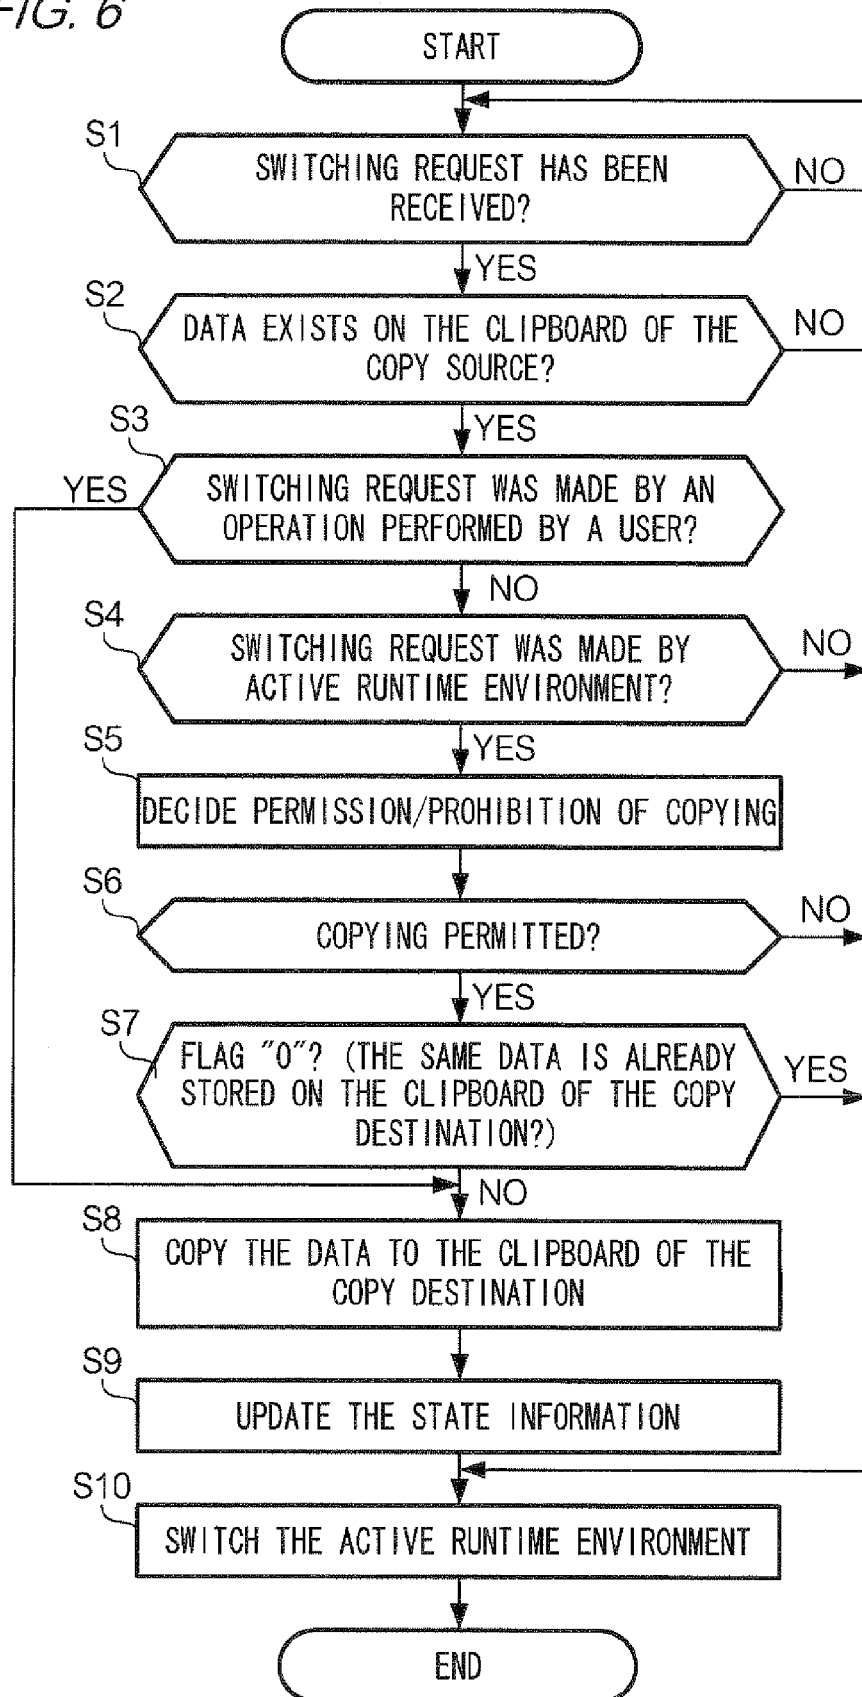 FIG. 6
START
S1
SWITCHING REQUEST HAS BEEN
RECEIVED?
NO
YES
S2
DATA EXISTS ON THE CLIPBOARD OF THE
COPY SOURCE?
NO
YES
S3
YES
SWITCHING REQUEST WAS MADE BY AN
OPERATION PERFORMED BY A USER?
NO
S4
SWITCHING REQUEST WAS MADE BY
ACTIVE RUNTIME ENVIRONMENT?
NO
YES
S5
DECIDE PERMISSION/PROHIBITION OF COPYING
S6
COPYING PERMITTED?
NO
YES
S7
FLAG "0"? (THE SAME DATA IS ALREADY
STORED ON THE CLIPBOARD OF THE COPY
DESTINATION?)
YES
NO
S8
COPY THE DATA TO THE CLIPBOARD OF THE
COPY DESTINATION
S9
UPDATE THE STATE INFORMATION
S10
SWITCH THE ACTIVE RUNTIME ENVIRONMENT
END